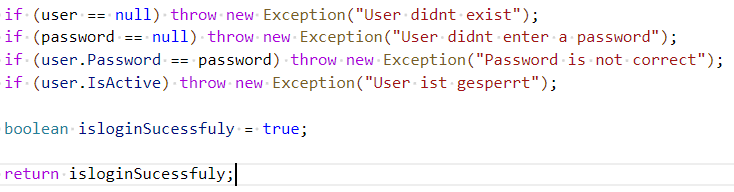 if (user == null) throw new Exception("User didnt exist");
if (password == null) throw new Exception("User didnt enter a password");
if (user.Password == password) throw new Exception("Password is not correct");
if (user.IsActive) throw new Exception("User ist gesperrt");
boolean isloginSucessfuly = true;
return isloginSucessfuly;